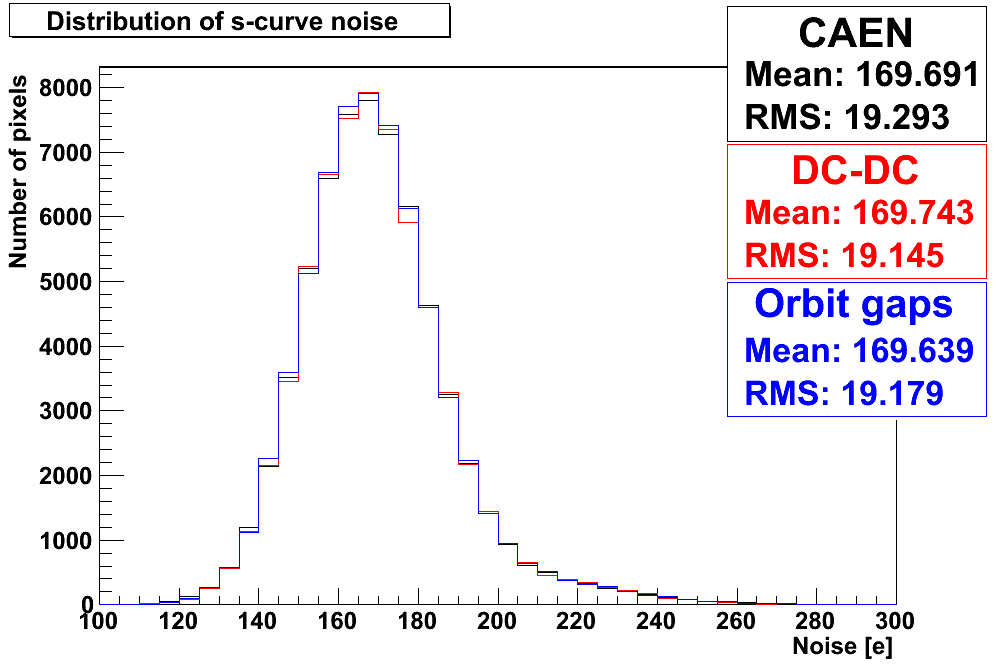 Distribution of s-curve noise
CAEN
Mean: 169.691
RMS: 19.293
DC-DC
Mean: 169.743
RMS: 19.145
Orbit gaps
Mean: 169.639
RMS: 19.179
Number of pixels
8000
7000
6000
5000
4000
3000
2000
1000
0
100 120 140 160 180 200 220 240 260 280 300
Noise [e]